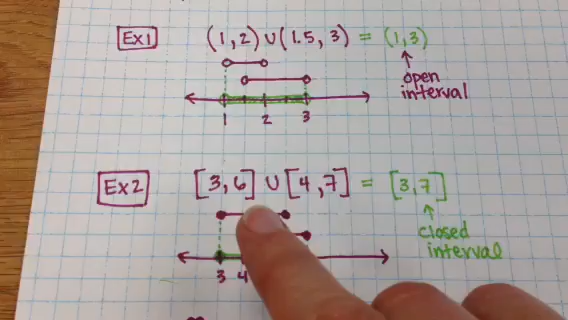 Ex1 (1,2) ∪ (1.5, 3) = (1,3)
open
interval
1 2 3
Ex2 [3,6] ∪ [4,7] = [3,7]
closed
interval
3 4